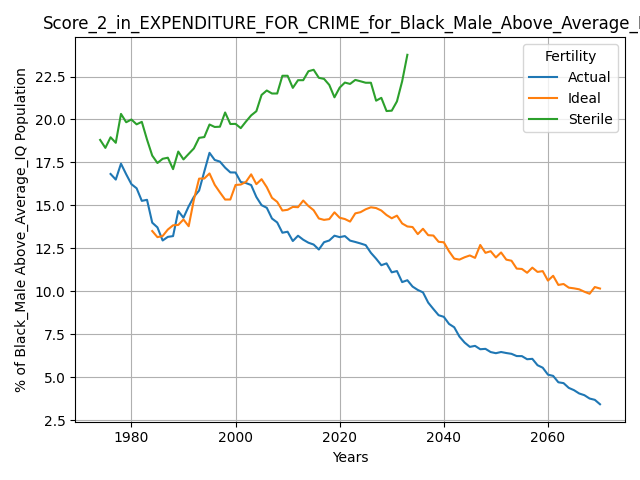 Score_2_in_EXPENDITURE_FOR_CRIME_for_Black_Male_Above_Average_I
% of Black_Male Above_Average_IQ Population
22.5
20.0
17.5
15.0
12.5
10.0
7.5
5.0
2.5
Fertility
Actual
Ideal
Sterile
1980 2000 2020 2040 2060
Years